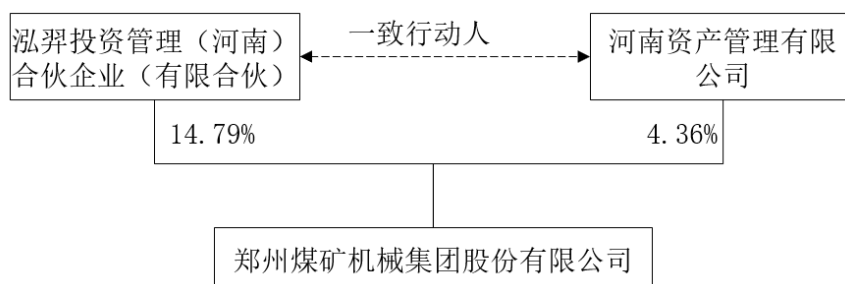 泓羿投资管理（河南）
合伙企业（有限合伙）
一致行动人
河南资产管理有限
公司
14.79%
4.36%
郑州煤矿机械集团股份有限公司